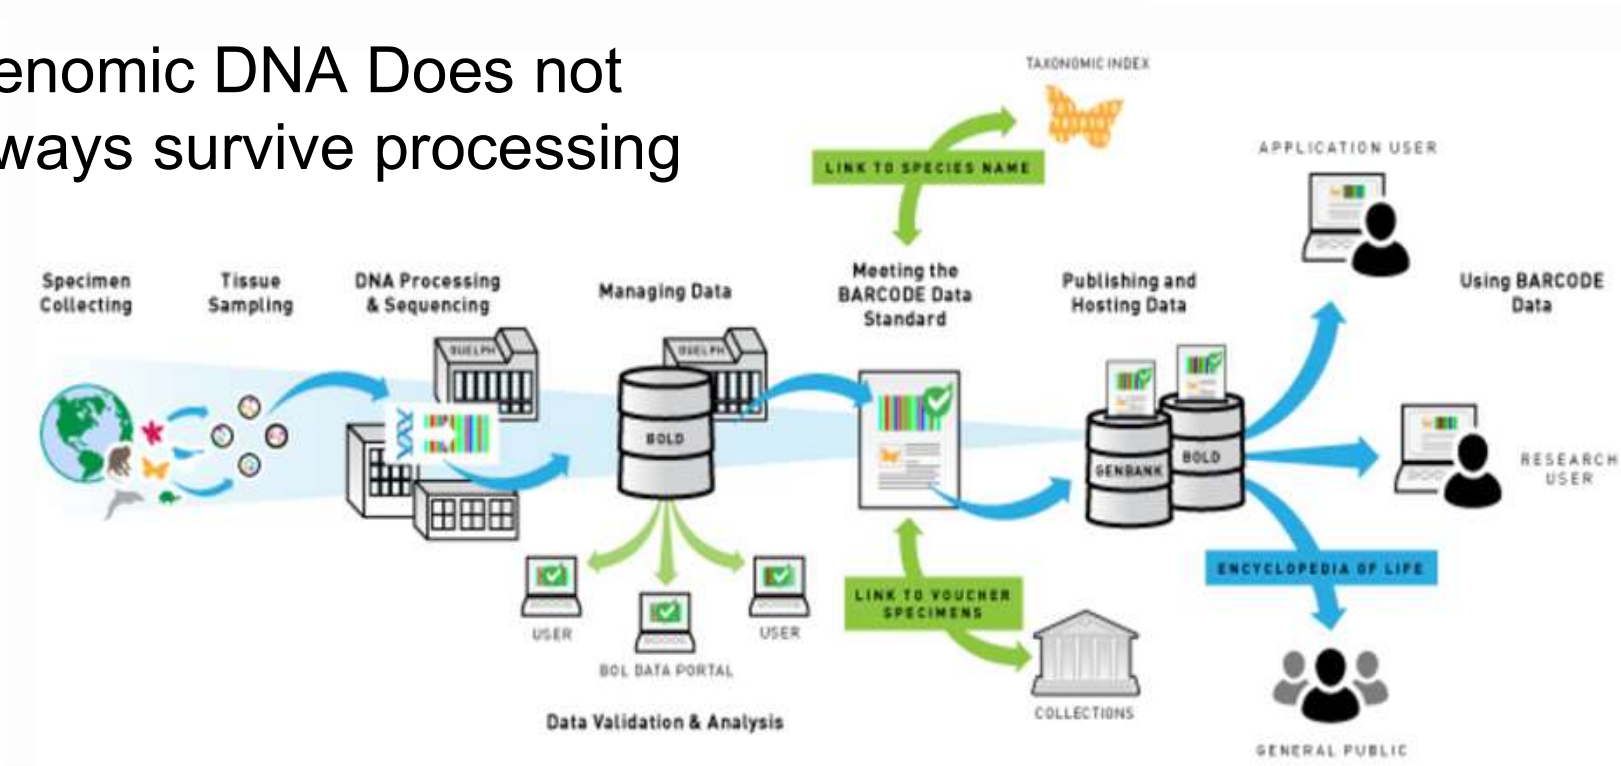 enomic DNA Does not
ways survive processing
TAXONOMIC INDEX
LINK TO SPECIES NAME
APPLICATION USER
Specimen
Collecting
Tissue
Sampling
DNA Processing
& Sequencing
Managing Data
Meeting the
BARCODE Data
Standard
Publishing and
Hosting Data
Using BARCODE
Data
GUELPH
GUELPH
BOLD
GENBANK
BOLD
RESEARCH
USER
ENCYCLOPEDIA OF LIFE
LINK TO VOUCHER
SPECIMENS
USER
BOL DATA PORTAL
USER
Data Validation & Analysis
COLLECTIONS
GENERAL PUBLIC